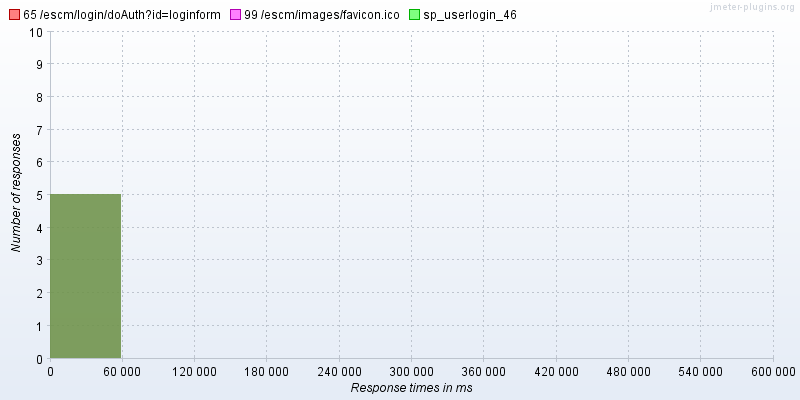 jmeter-plugins.org
65 /escm/login/doAuth?id=loginform 99 /escm/images/favicon.ico sp_userlogin_46
10
9
8
7
6
5
4
3
2
1
0
Number of responses
0 60 000 120 000 180 000 240 000 300 000 360 000 420 000 480 000 540 000 600 000
Response times in ms